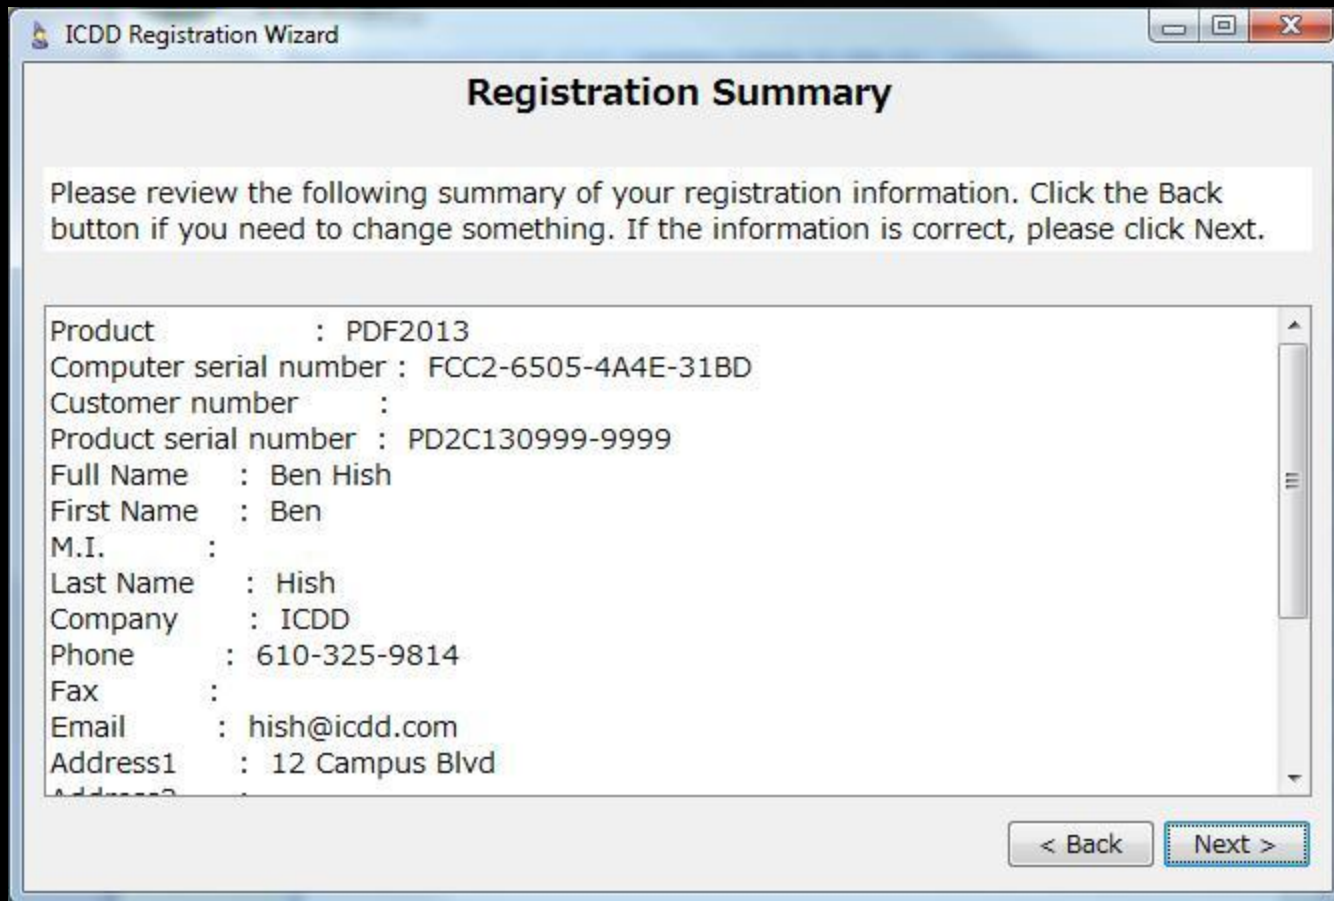 ICDD Registration Wizard
Registration Summary
Please review the following summary of your registration information. Click the Back
button if you need to change something. If the information is correct, please click Next.
Product : PDF2013
Computer serial number : FCC2-6505-4A4E-31BD
Customer number :
Product serial number : PD2C130999-9999
Full Name : Ben Hish
First Name : Ben
M.I. :
Last Name : Hish
Company : ICDD
Phone : 610-325-9814
Fax :
Email : hish@icdd.com
Address1 : 12 Campus Blvd
< Back Next >